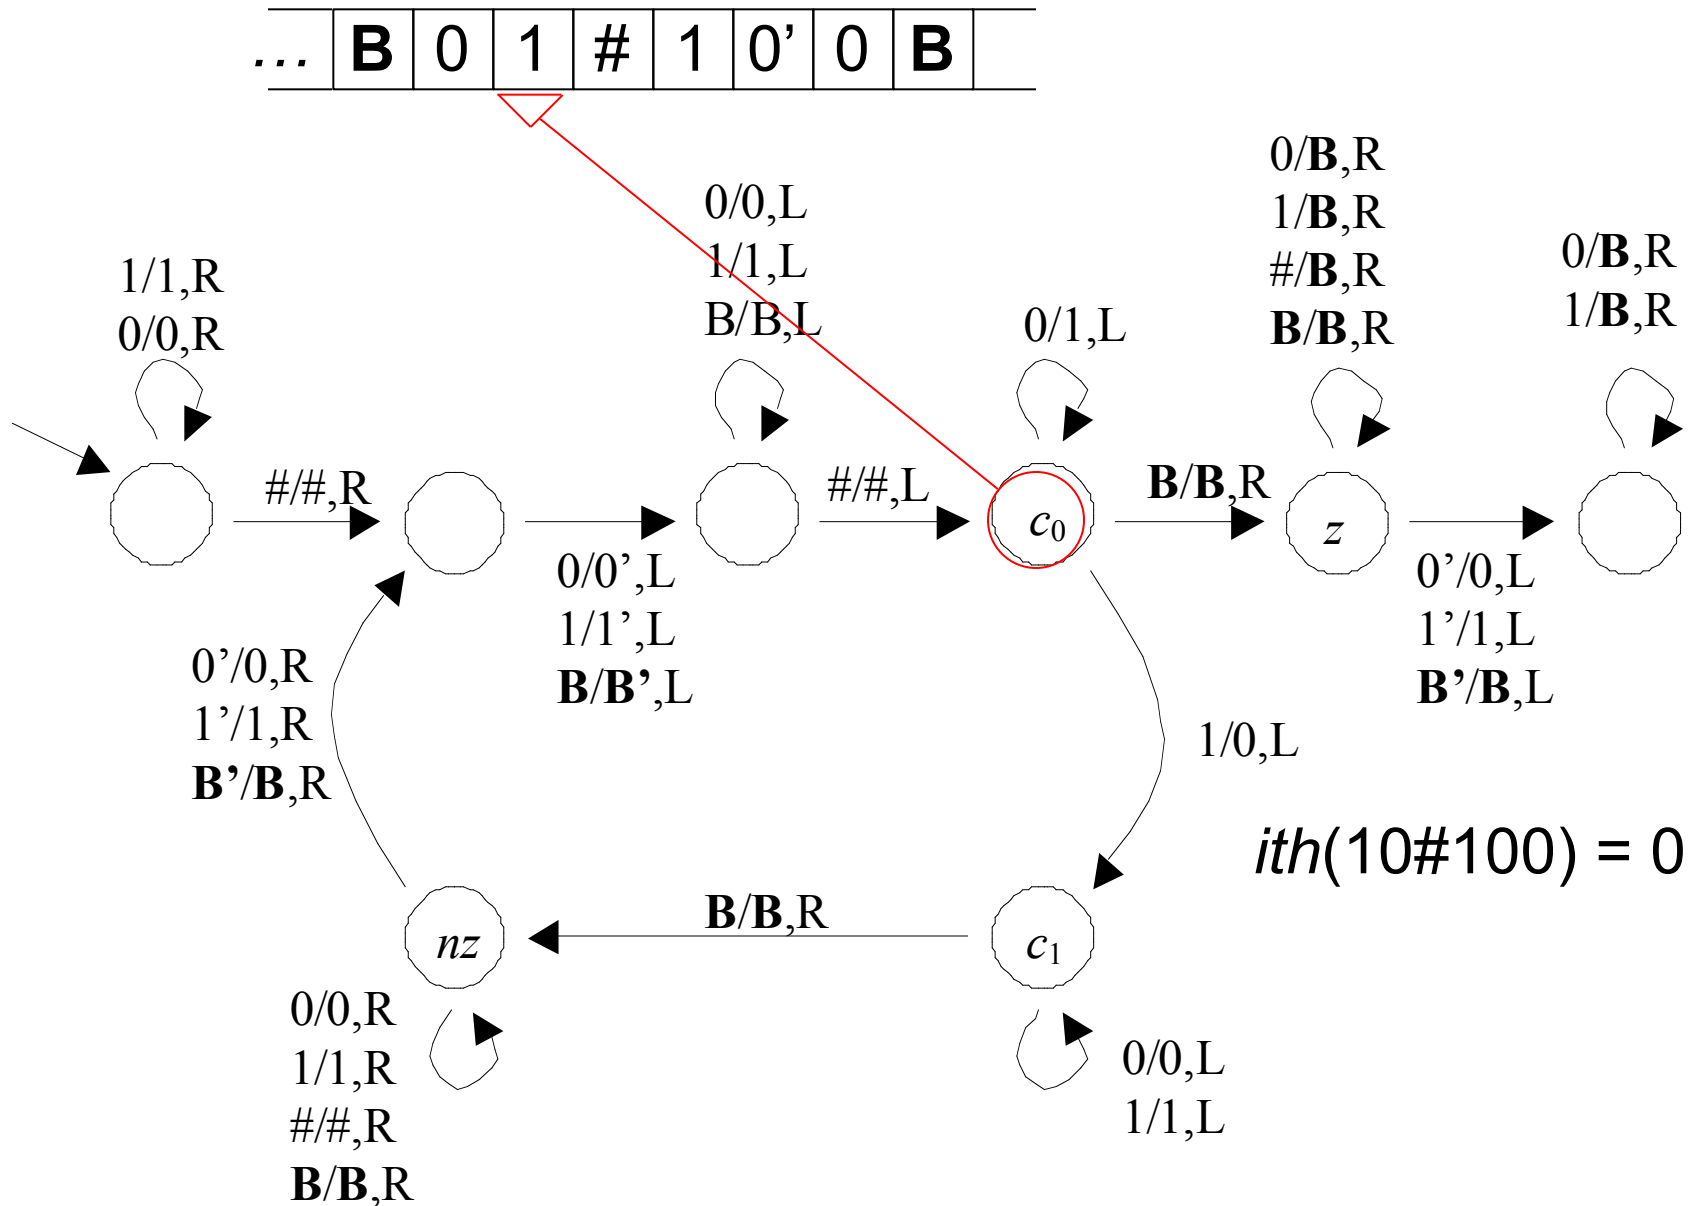 ... B 0 1 # 1 0’ 0 B
0/B,R
1/B,R
#/B,R
B/B,R
0/0,L
1/1,L
B/B,L
0/B,R
1/B,R
1/1,R
0/0,R
0/1,L
#/#,R
#/#,L
B/B,R
c0
z
0/0’,L
1/1’,L
B/B’,L
0’/0,L
1’/1,L
B’/B,L
0’/0,R
1’/1,R
B’/B,R
1/0,L
ith(10#100) = 0
B/B,R
nz
c1
0/0,R
1/1,R
#/#,R
B/B,R
0/0,L
1/1,L